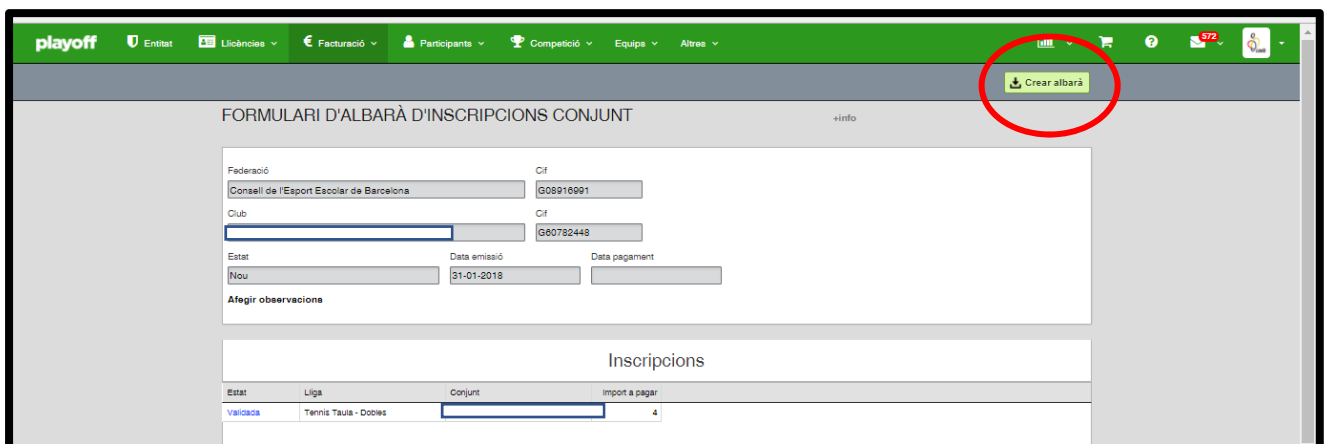 playoff Entitat Llicències € Facturació Participants Competició Equips Altres 572
Crear albarà
FORMULARI D'ALBARÀ D'INSCRIPCIONS CONJUNT +info
Federació Cif
Consell de l'Esport Escolar de Barcelona G08916991
Club Cif
G60782448
Estat Data emissió Data pagament
Nou 31-01-2018
Afegir observacions
Inscripcions
Estat Lliga Conjunt Import a pagar
Validada Tennis Taula - Dobles 4